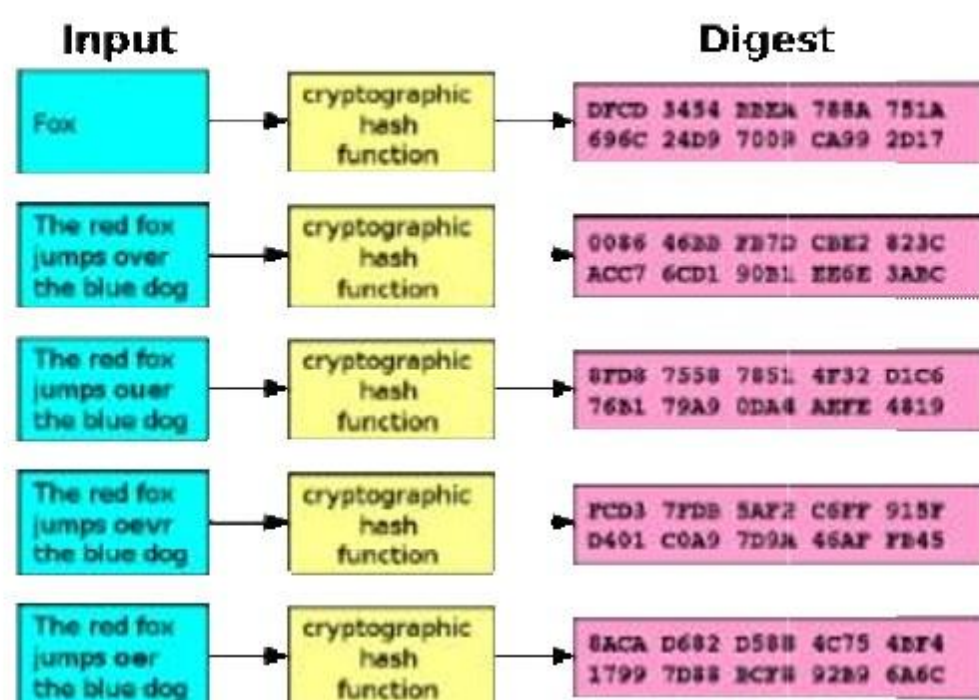 Input
Digest
Fox
cryptographic
hash
function
DFCD 3454 BBEA 788A 751A
696C 24D9 7009 CA99 2D17
The red fox
jumps over
the blue dog
cryptographic
hash
function
0086 46BB FB7D CBE2 823C
ACC7 6CD1 90B1 EE6E 3ABC
The red fox
jumps ouer
the blue dog
cryptographic
hash
function
8FD8 7558 7851 4F32 D1C6
76B1 79A9 0DA4 AEFE 4819
The red fox
jumps oevr
the blue dog
cryptographic
hash
function
FCD3 7FDB 5AF2 C6FF 915F
D401 C0A9 7D9A 46AF FB45
The red fox
jumps oer
the blue dog
cryptographic
hash
function
8ACA D682 D588 4C75 4BF4
1799 7D88 BCF8 92B9 6A6C